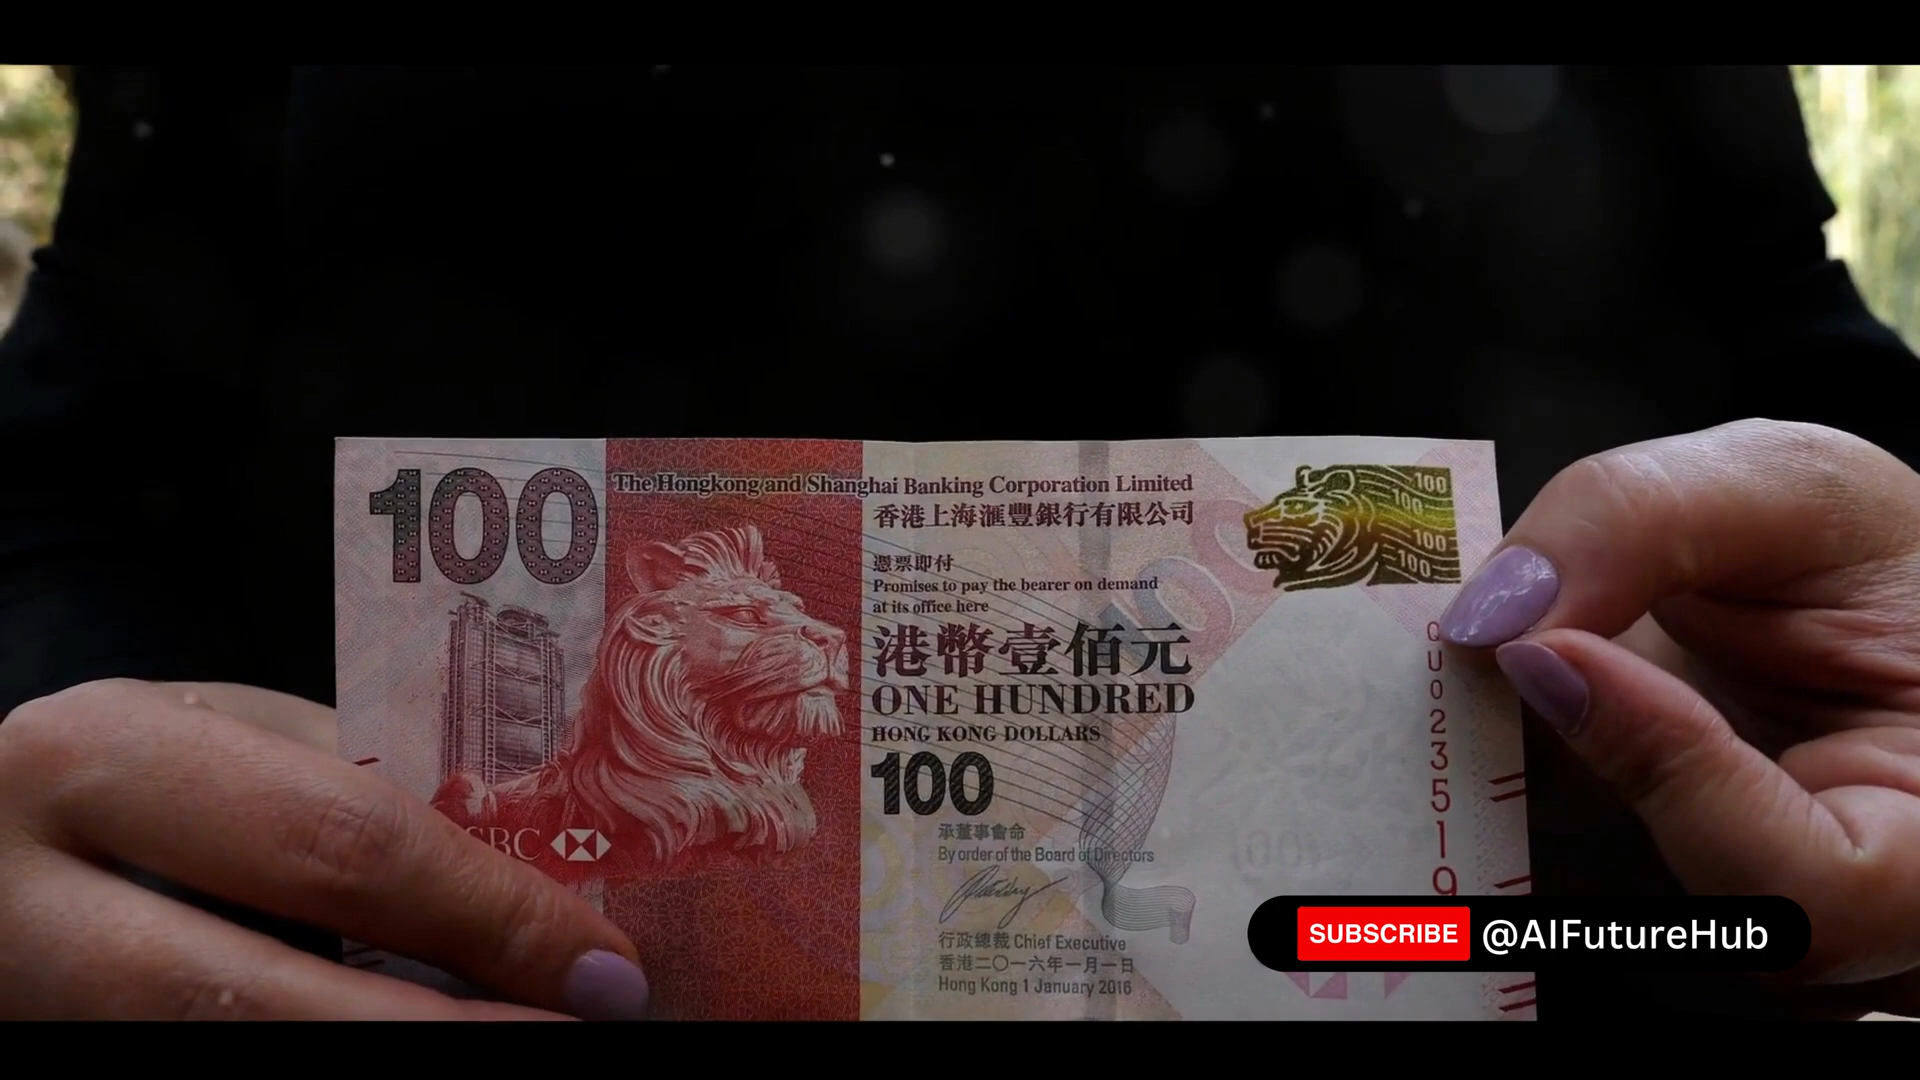 100
The Hongkong and Shanghai Banking Corporation Limited
香港上海滙豐銀行有限公司
100
100
100
100
憑票即付
Promises to pay the bearer on demand
at its office here
港幣壹佰元
ONE HUNDRED
HONG KONG DOLLARS
100
SBC
承董事會命
By order of the Board of Directors
行政總裁 Chief Executive
香港二〇一六年一月一日
Hong Kong 1 January 2016
U023519
SUBSCRIBE @AIFutureHub